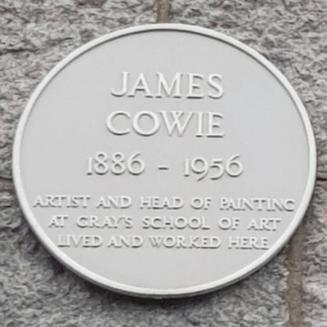 JAMES
COWIE
1886 - 1956
ARTIST AND HEAD OF PAINTING
AT GRAY'S SCHOOL OF ART
LIVED AND WORKED HERE